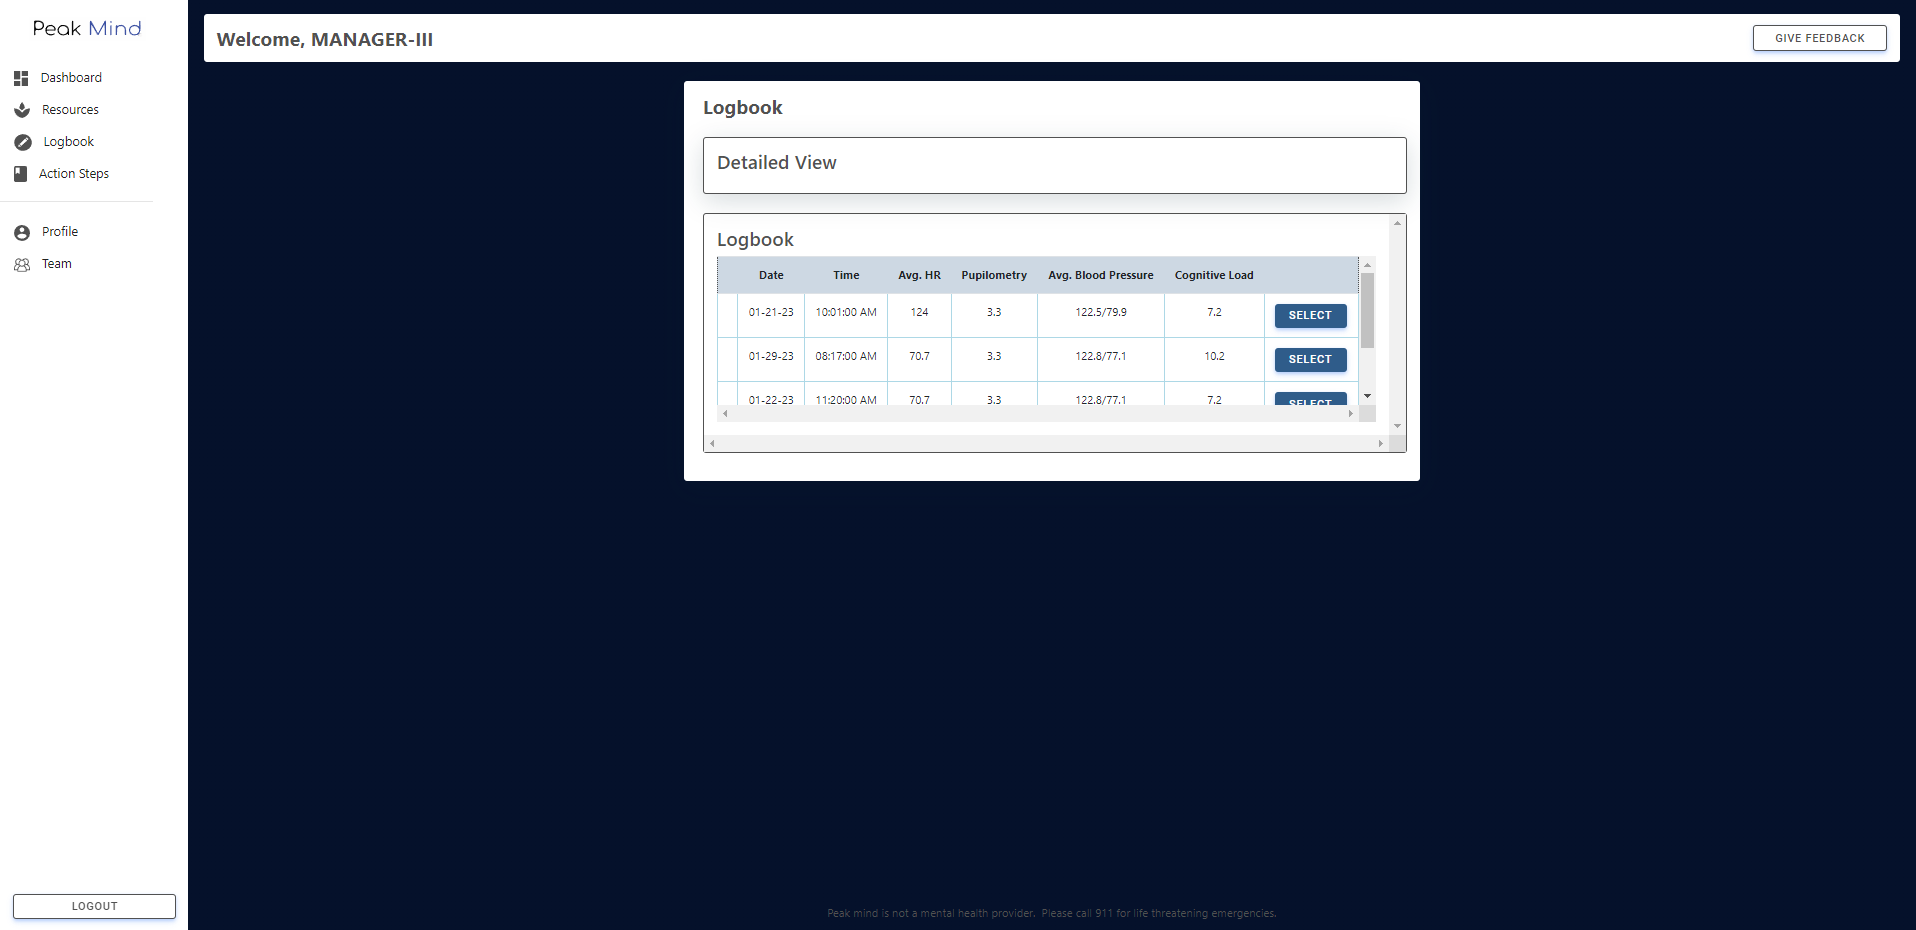 Peak Mind
Welcome, MANAGER-III
GIVE FEEDBACK
Dashboard
Resources
Logbook
Action Steps
Profile
Team
LOGOUT
Logbook
Detailed View
Logbook
Date Time Avg. HR Pupilometry Avg. Blood Pressure Cognitive Load
01-21-23 10:01:00 AM 124 3.3 122.5/79.9 7.2 SELECT
01-29-23 08:17:00 AM 70.7 3.3 122.8/77.1 10.2 SELECT
01-22-23 11:20:00 AM 70.7 3.3 122.8/77.1 7.2 SELECT
Peak mind is not a mental health provider. Please call 911 for life threatening emergencies.